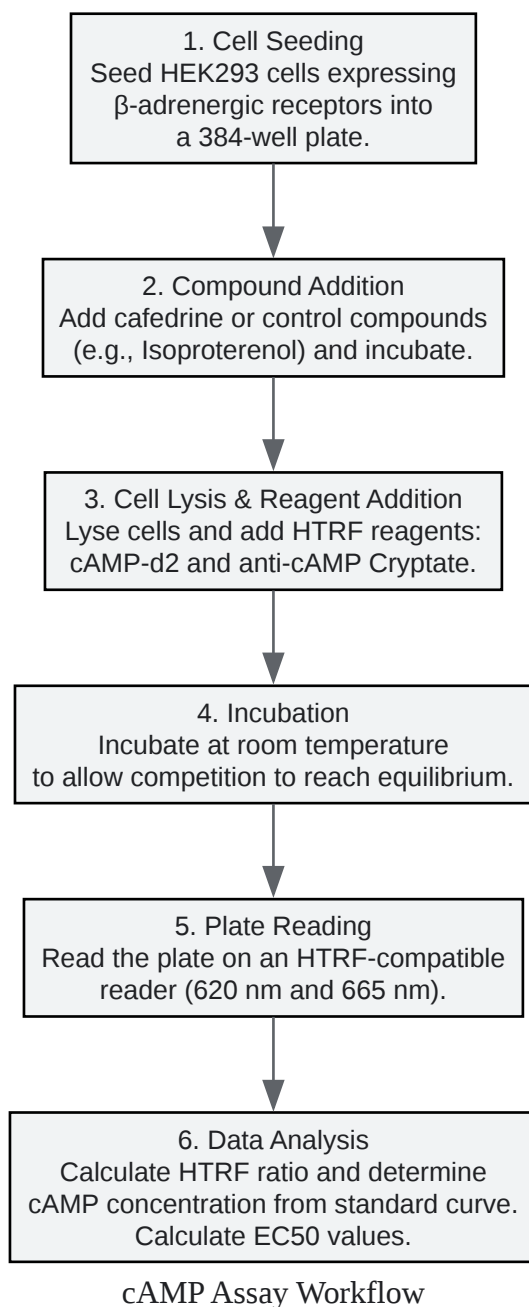 1. Cell Seeding
Seed HEK293 cells expressing
β-adrenergic receptors into
a 384-well plate.
2. Compound Addition
Add cafedrine or control compounds
(e.g., Isoproterenol) and incubate.
3. Cell Lysis & Reagent Addition
Lyse cells and add HTRF reagents:
cAMP-d2 and anti-cAMP Cryptate.
4. Incubation
Incubate at room temperature
to allow competition to reach equilibrium.
5. Plate Reading
Read the plate on an HTRF-compatible
reader (620 nm and 665 nm).
6. Data Analysis
Calculate HTRF ratio and determine
cAMP concentration from standard curve.
Calculate EC50 values.
cAMP Assay Workflow